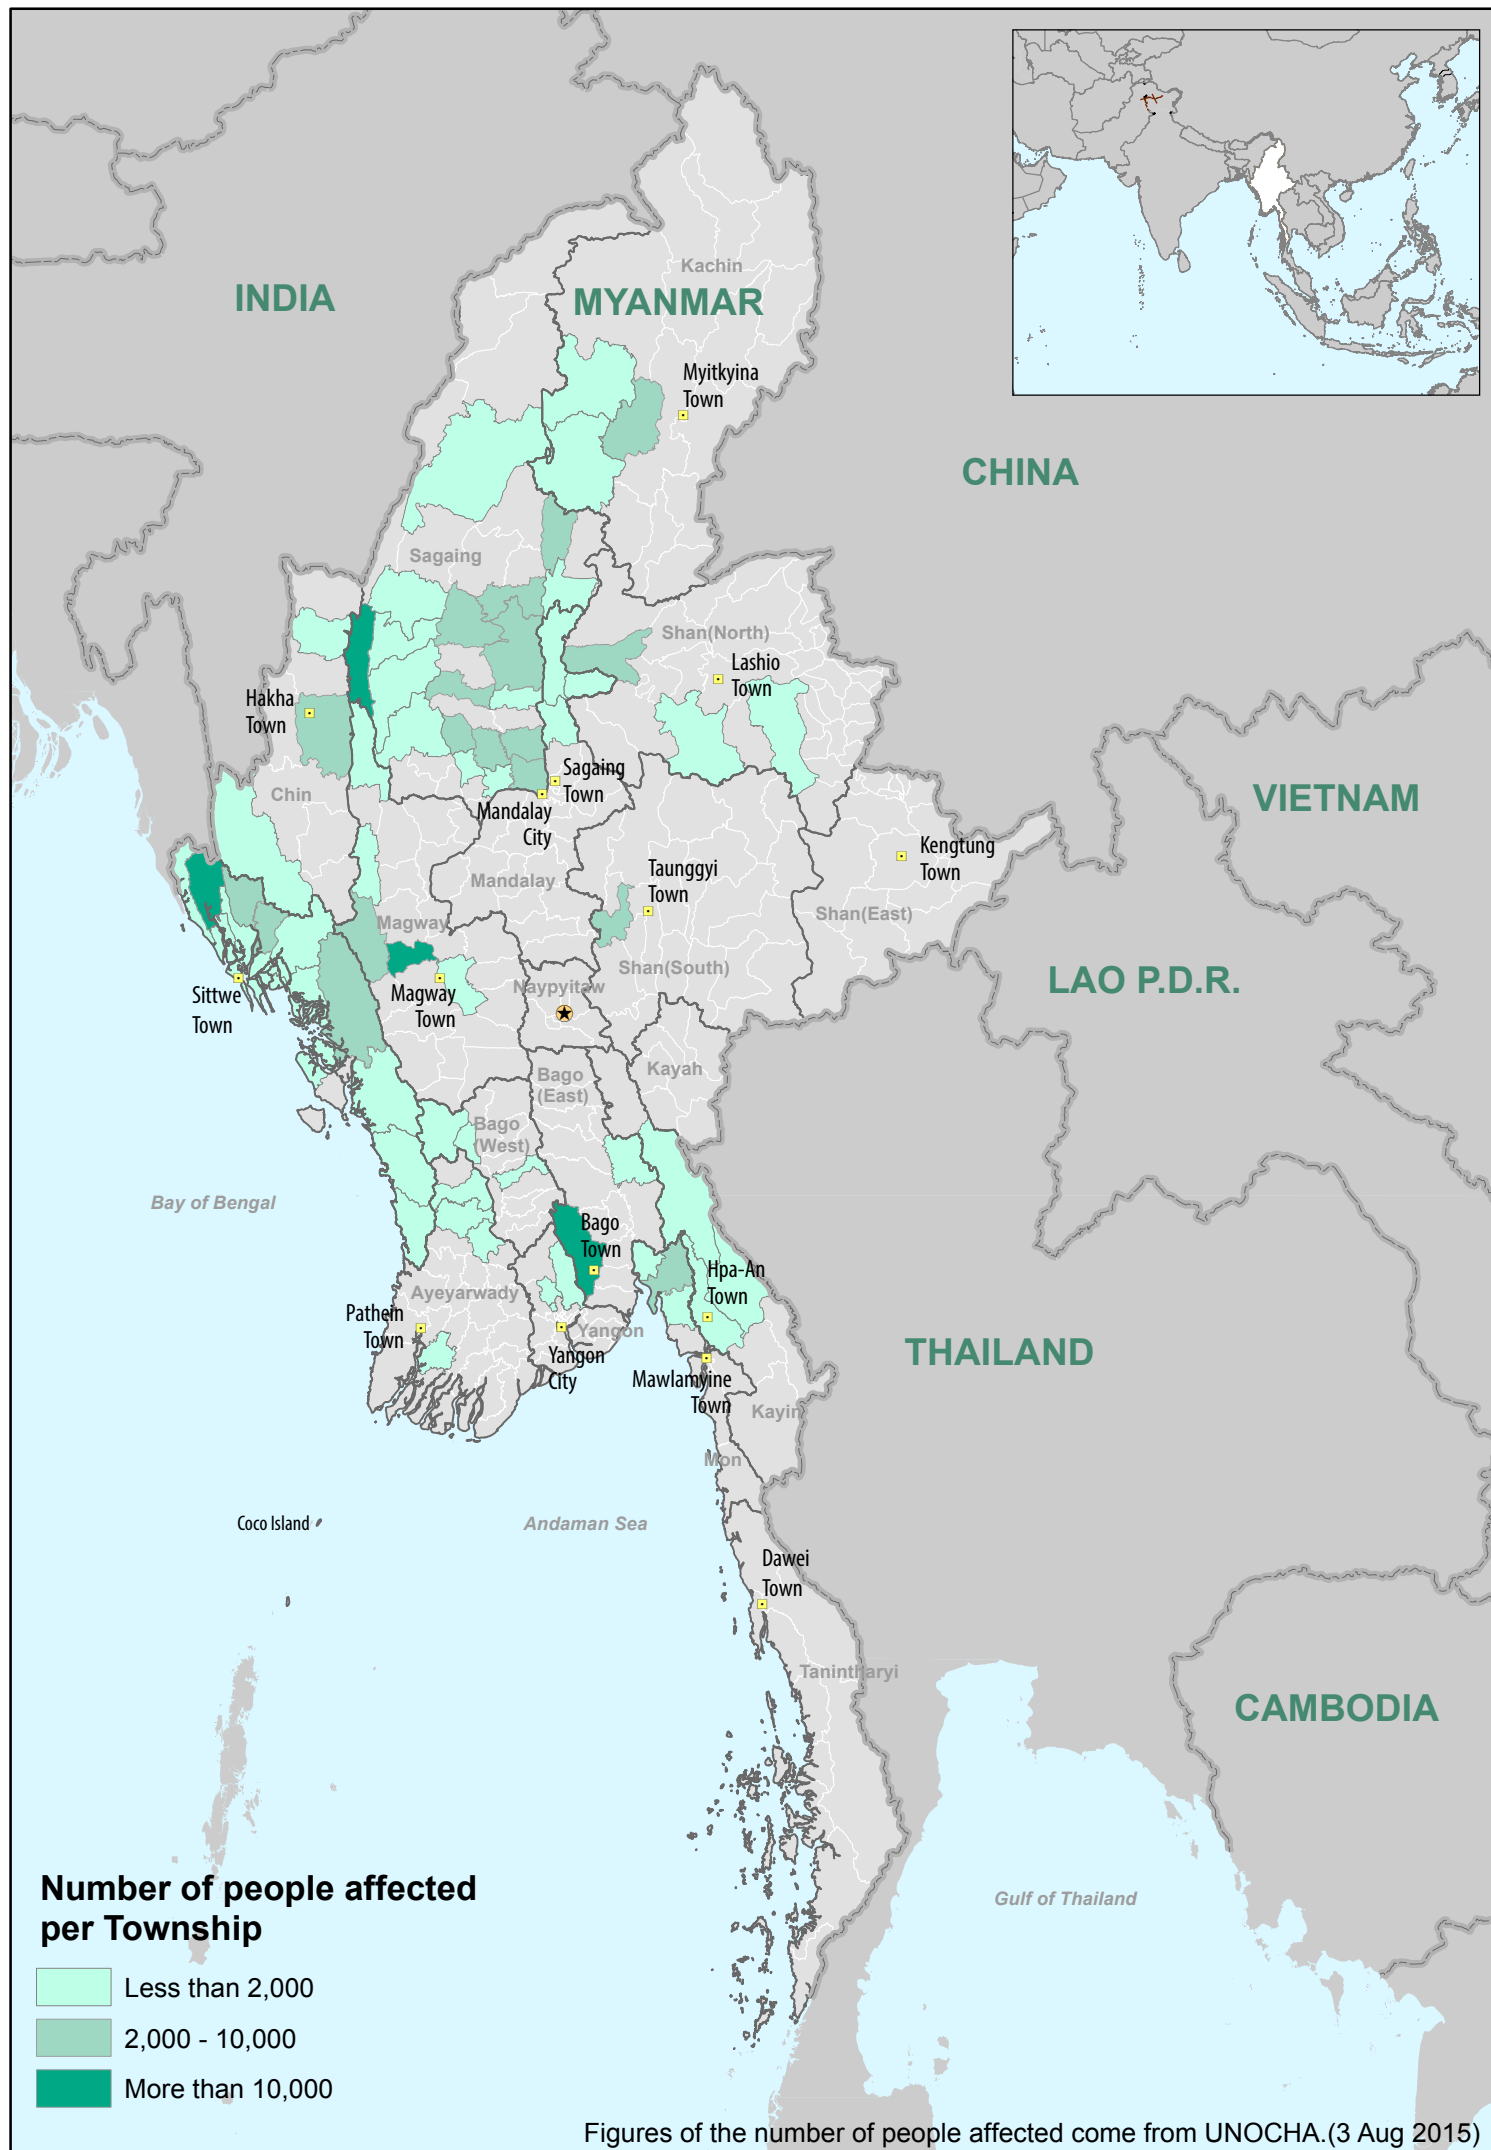 Kachin
INDIA
MYANMAR
Myitkyina
Town
CHINA
Sagaing
Shan(North)
Lashio
Town
Hakha
Town
Sagaing
Town
Chin
Mandalay
City
VIETNAM
Kengtung
Town
Taunggyi
Town
Mandalay
Shan(East)
Magway
Shan(South)
LAO P.D.R.
Sittwe
Town
Magway
Town
Naypyitaw
Kayah
Bago
(East)
Bago
(West)
Bay of Bengal
Bago
Town
Hpa-An
Town
Ayeyarwady
Pathein
Town
Yangon
Yangon
City
THAILAND
Mawlamyine
Town
Kayin
Mon
Coco Island
Andaman Sea
Dawei
Town
Tanintharyi
CAMBODIA
Gulf of Thailand
Number of people affected
per Township
Less than 2,000
2,000 - 10,000
More than 10,000
Figures of the number of people affected come from UNOCHA.(3 Aug 2015)